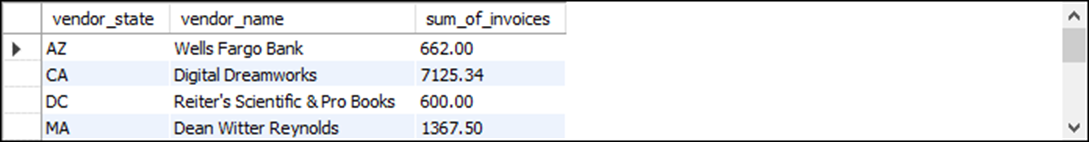 vendor_state vendor_name sum_of_invoices
AZ Wells Fargo Bank 662.00
CA Digital Dreamworks 7125.34
DC Reiter's Scientific & Pro Books 600.00
MA Dean Witter Reynolds 1367.50